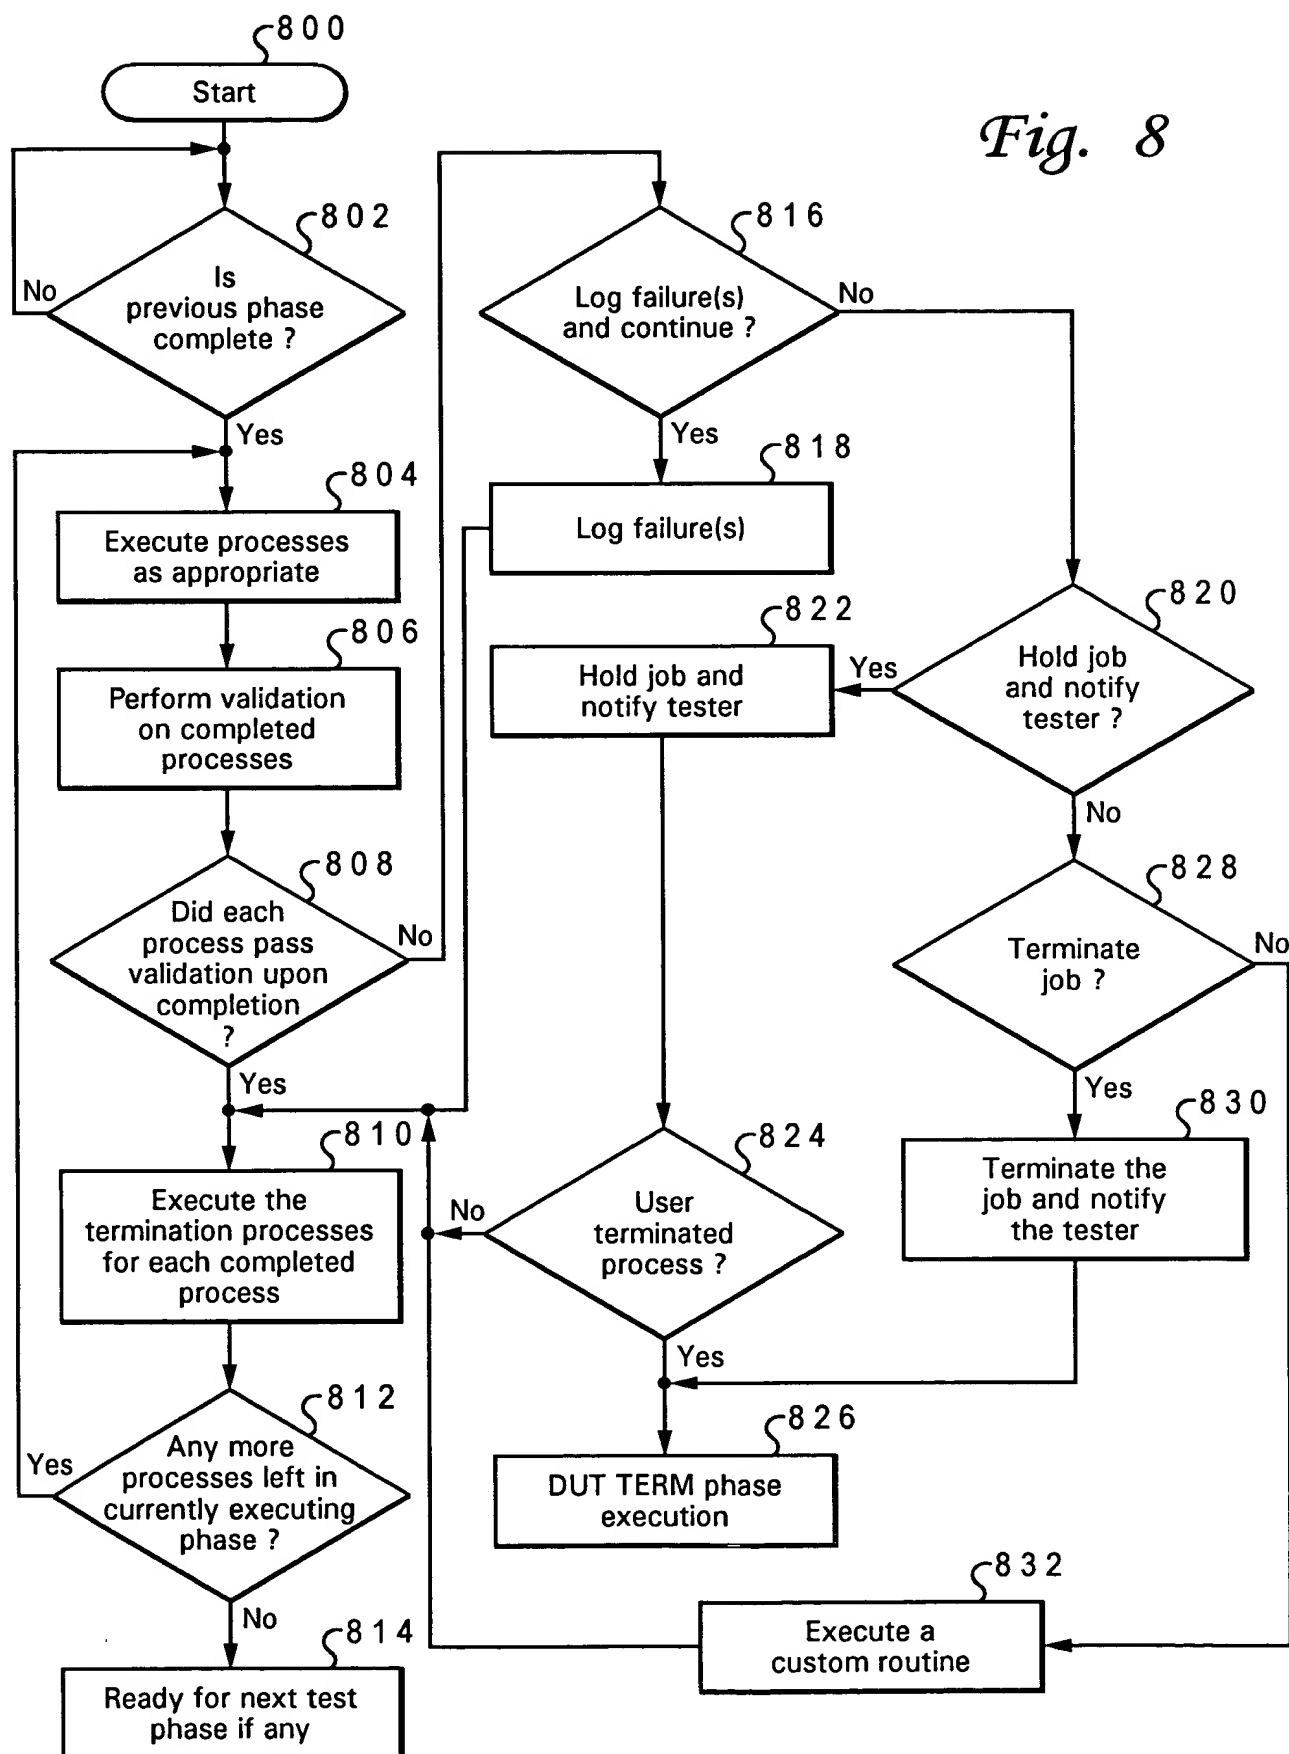 800
Start
Fig. 8
802
Is
previous phase
complete ?
No
Yes
804
Execute processes
as appropriate
806
Perform validation
on completed
processes
808
Did each
process pass
validation upon
completion
?
No
Yes
810
Execute the
termination processes
for each completed
process
812
Any more
processes left in
currently executing
phase ?
Yes
No
814
Ready for next test
phase if any
816
Log failure(s)
and continue ?
No
Yes
818
Log failure(s)
820
Hold job
and notify
tester ?
Yes
No
822
Hold job and
notify tester
824
User
terminated
process ?
No
Yes
826
DUT TERM phase
execution
828
Terminate
job ?
No
Yes
830
Terminate the
job and notify
the tester
832
Execute a
custom routine